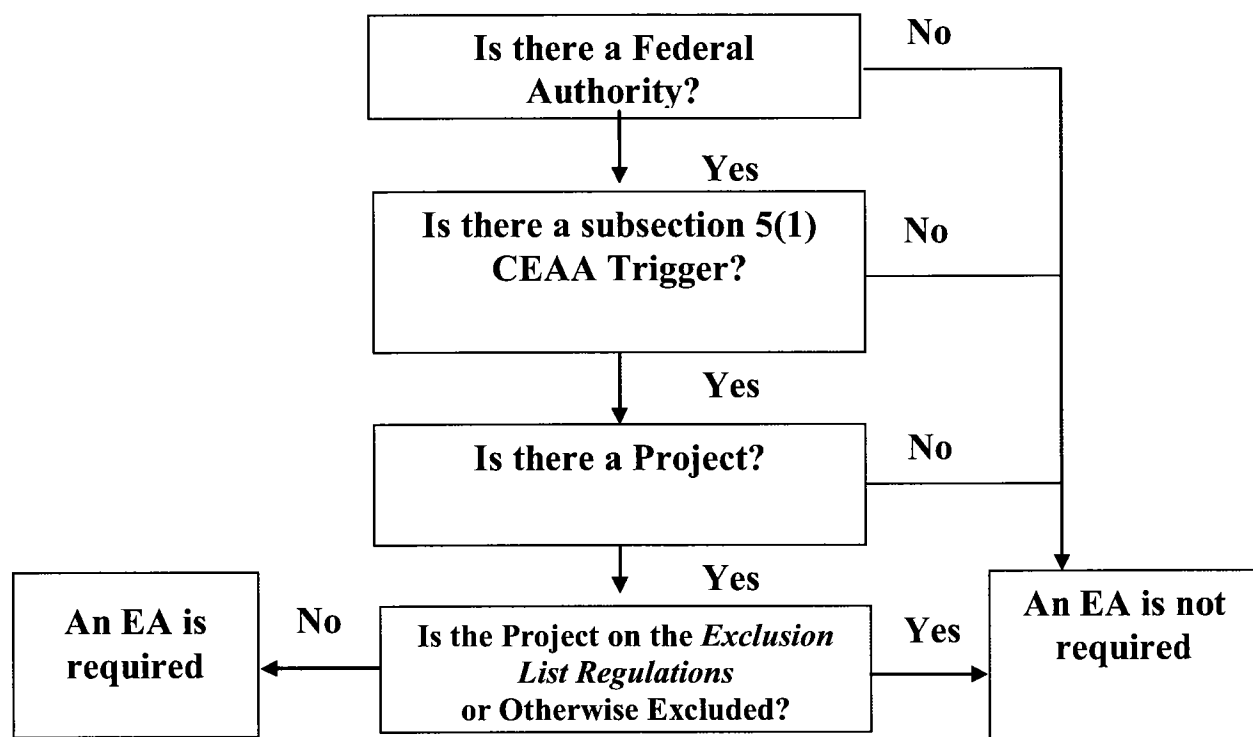 Is there a Federal
Authority?
No
Yes
Is there a subsection 5(1)
CEAA Trigger?
No
Yes
Is there a Project?
No
Yes
An EA is
required
No
Is the Project on the Exclusion
List Regulations
or Otherwise Excluded?
Yes
An EA is not
required